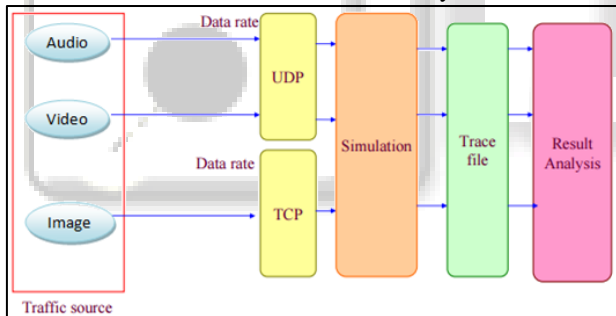 Data rate
Audio
UDP
Video
Simulation
Trace
file
Result
Analysis
Data rate
TCP
Image
Traffic source